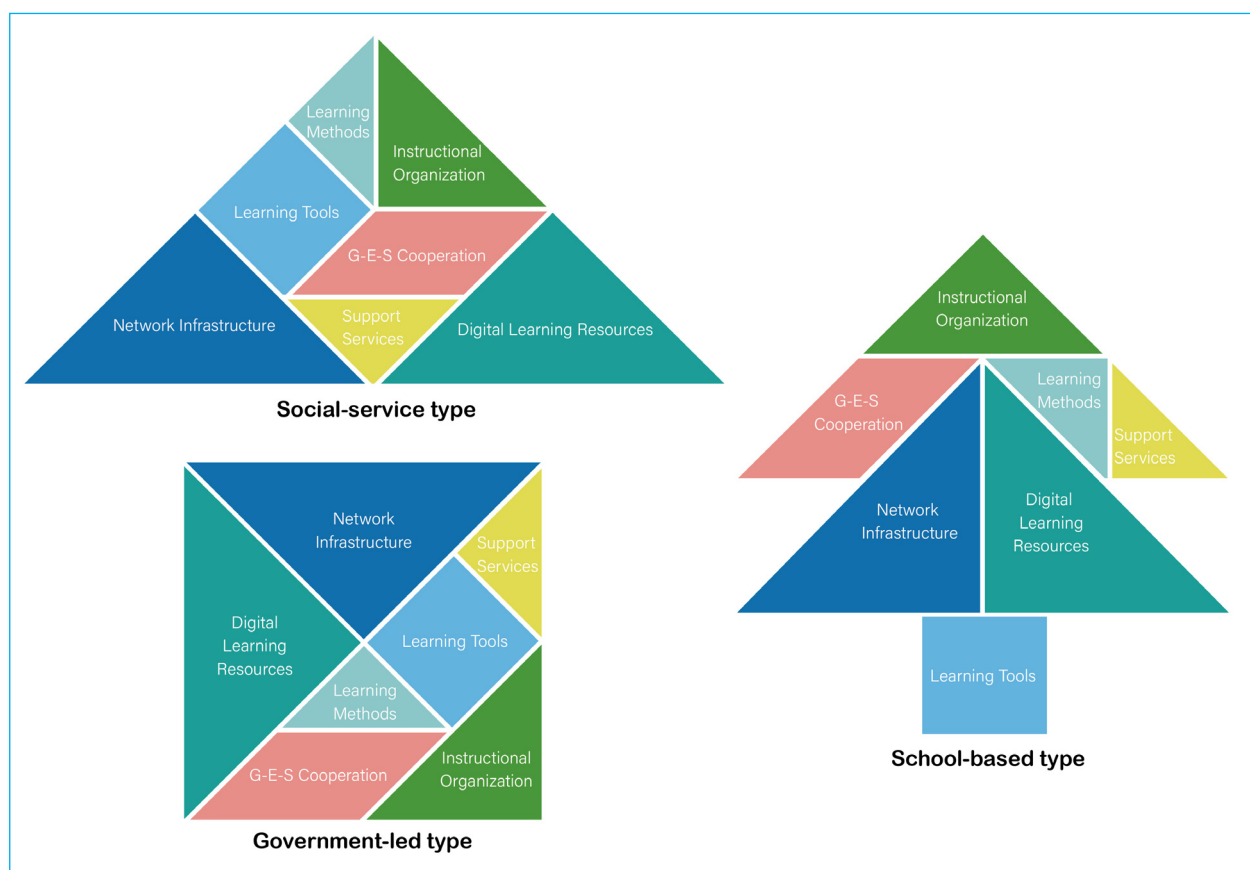 Learning
Methods
Instructional
Organization
Learning Tools
G-E-S Cooperation
Network Infrastructure
Support
Services
Digital Learning Resources
Social-service type
Network
Infrastructure
Support
Services
Digital
Learning
Resources
Learning Tools
Learning
Methods
G-E-S Cooperation
Instructional
Organization
Government-led type
Instructional
Organization
G-E-S
Cooperation
Learning
Methods
Support
Services
Network
Infrastructure
Digital
Learning
Resources
Learning Tools
School-based type